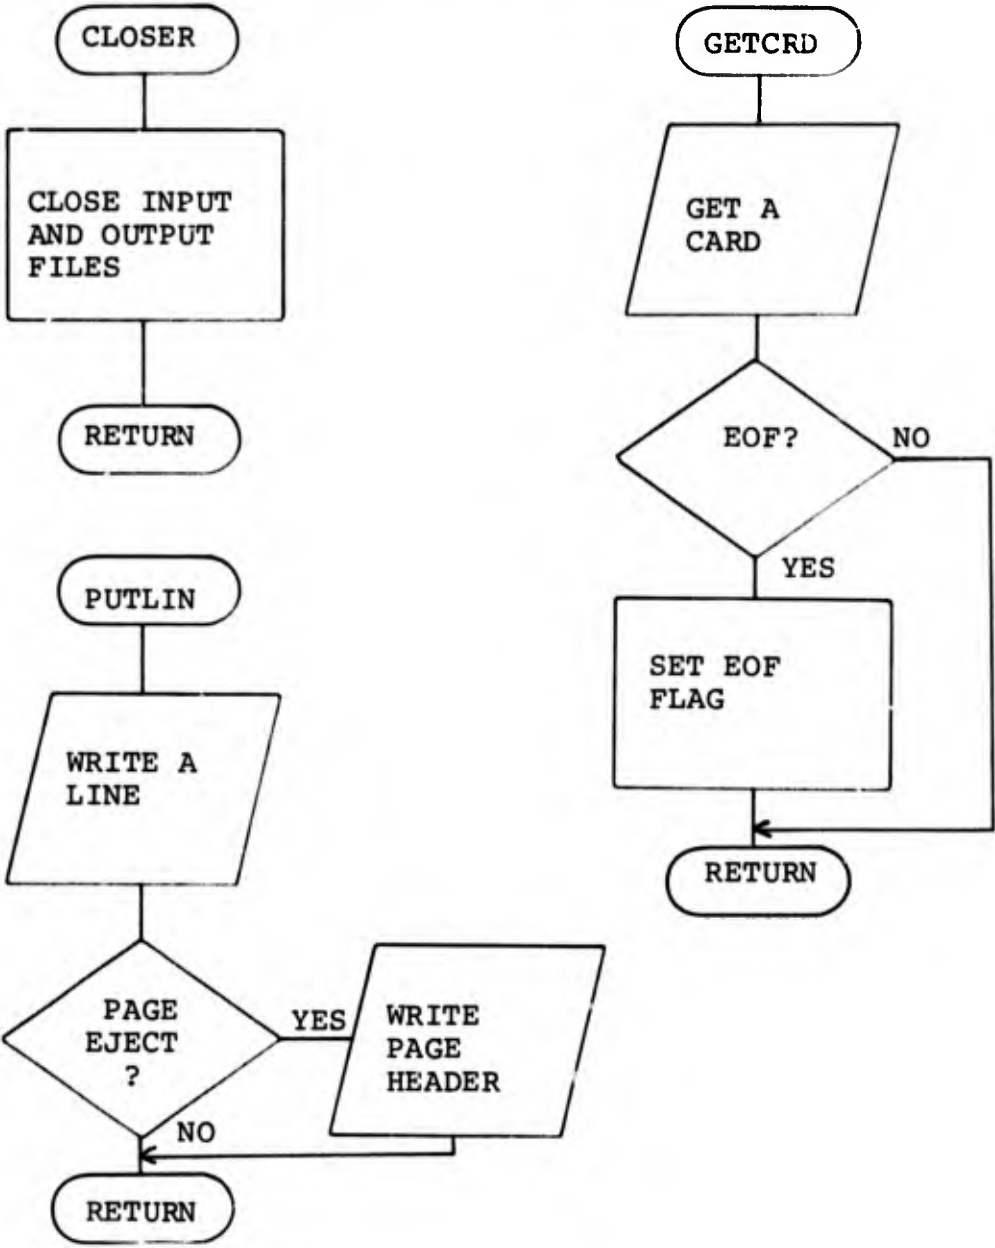 CLOSER
CLOSE INPUT
AND OUTPUT
FILES
RETURN
PUTLIN
WRITE A
LINE
PAGE
EJECT
?
YES
WRITE
PAGE
HEADER
NO
RETURN
GETCRD
GET A
CARD
EOF?
NO
YES
SET EOF
FLAG
RETURN